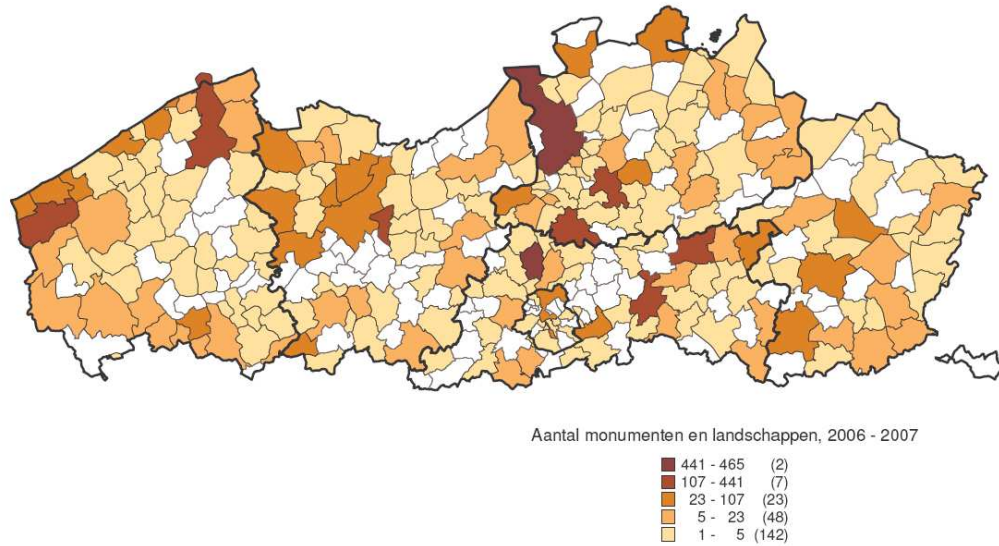 Aantal monumenten en landschappen, 2006 - 2007
441 - 465 (2)
107 - 441 (7)
23 - 107 (23)
5 - 23 (48)
1 - 5 (142)